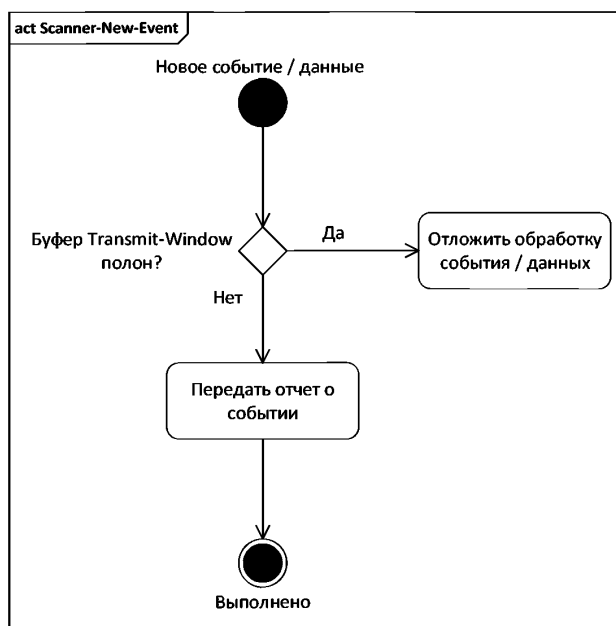 act Scanner-New-Event
Новое событие / данные
Буфер Transmit-Window
полон?
Да
Отложить обработку
события / данных
Нет
Передать отчет о
событии
Выполнено